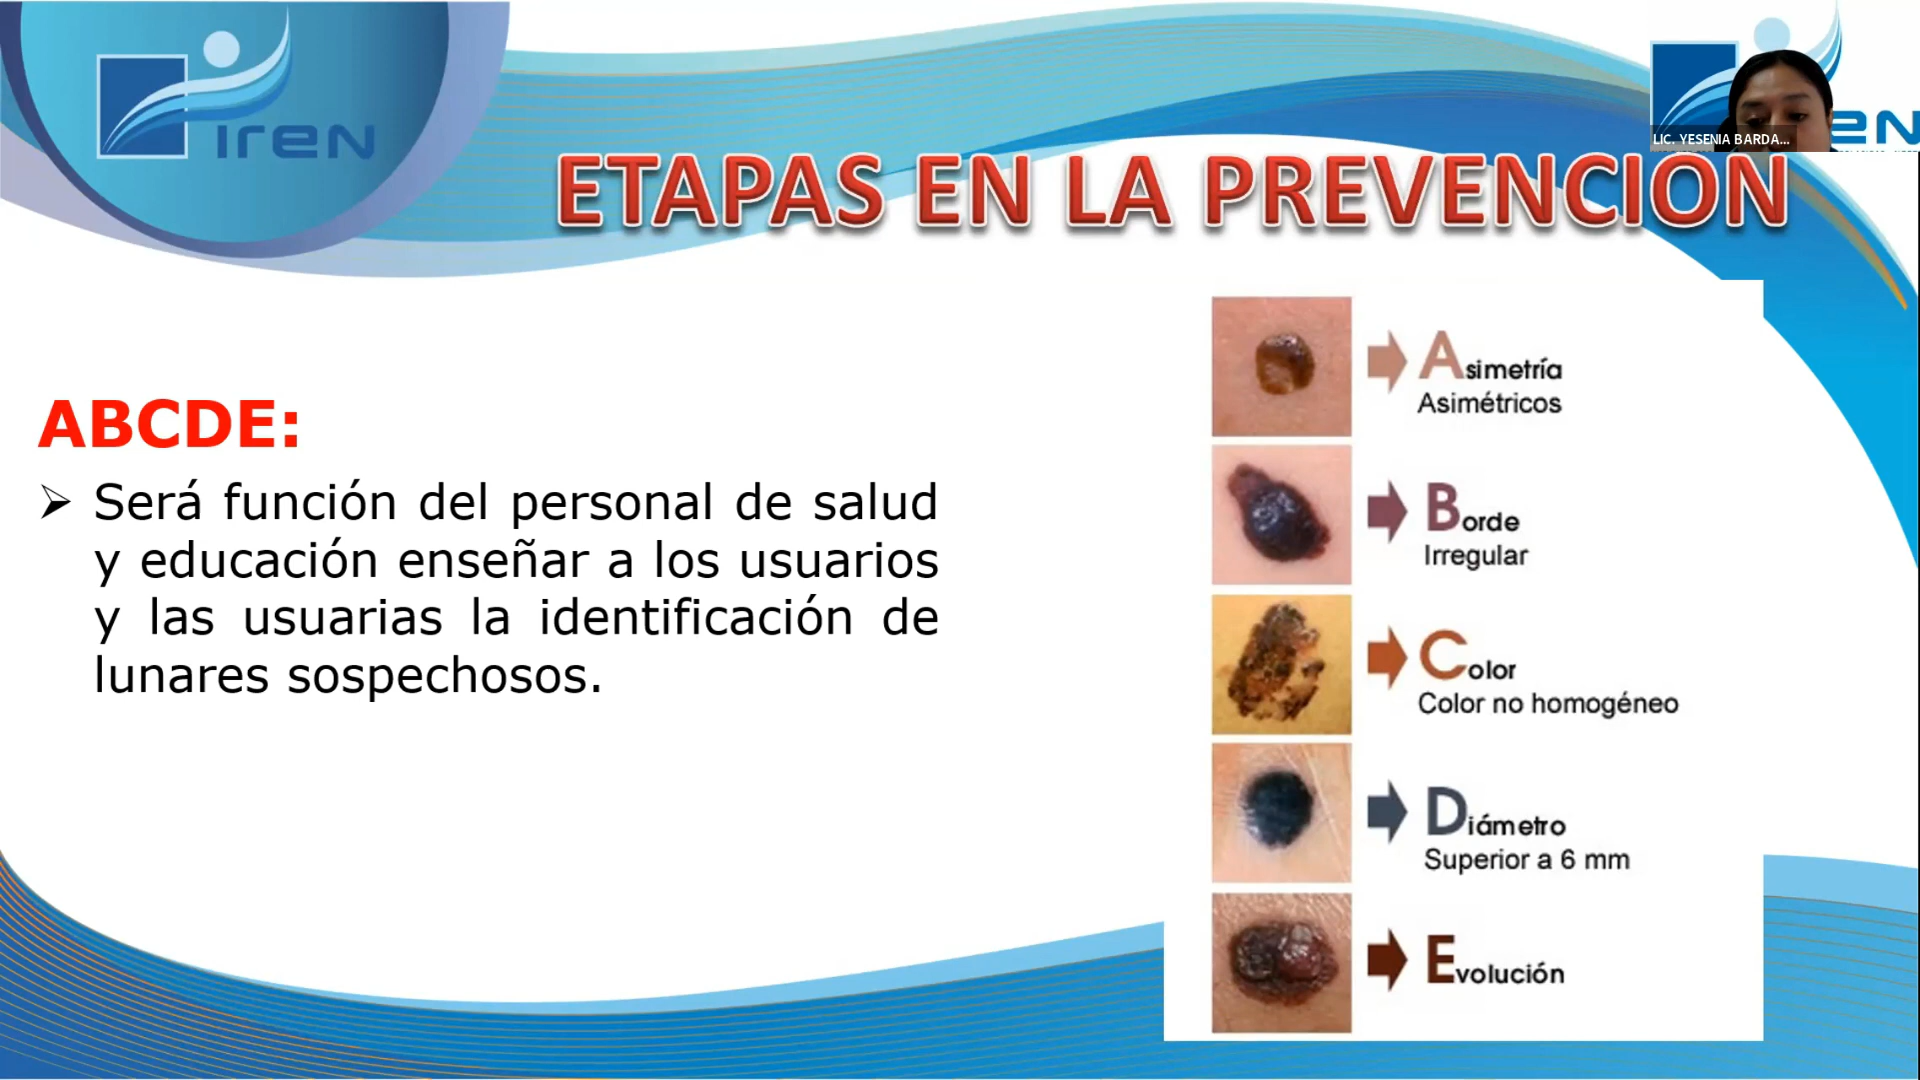 iren
LIC. YESENIA BARDA...
ETAPAS EN LA PREVENCION
ABCDE:
➢ Será función del personal de salud
y educación enseñar a los usuarios
y las usuarias la identificación de
lunares sospechosos.
Asimetría
Asimétricos
Borde
Irregular
Color
Color no homogéneo
Diámetro
Superior a 6 mm
Evolución